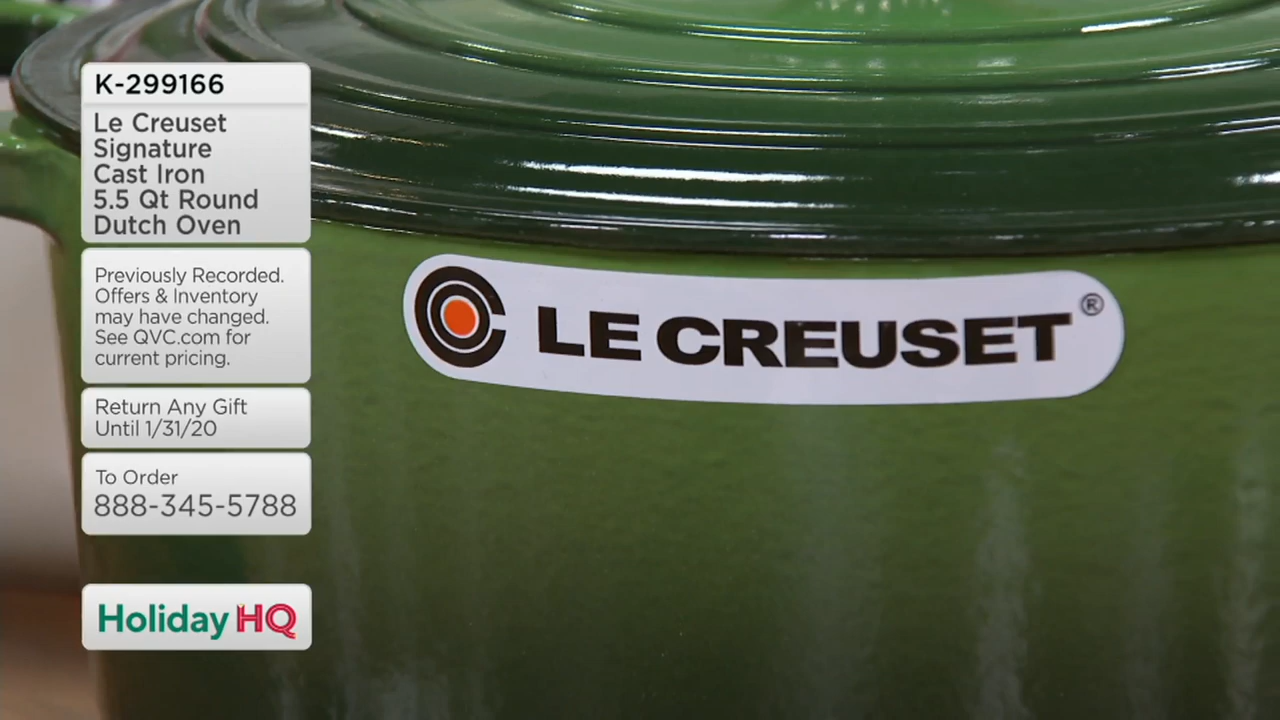 K-299166
Le Creuset
Signature
Cast Iron
5.5 Qt Round
Dutch Oven
Previously Recorded.
Offers & Inventory
may have changed.
See QVC.com for
current pricing.
Return Any Gift
Until 1/31/20
To Order
888-345-5788
Holiday HQ
LE CREUSET®